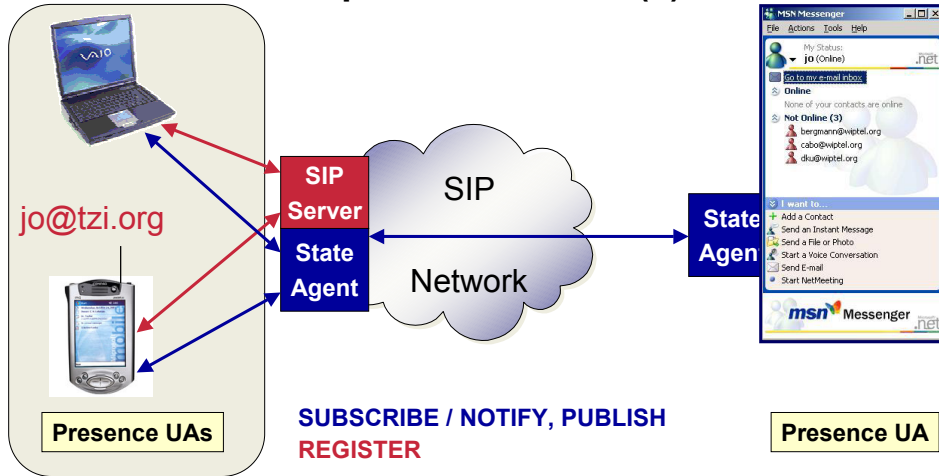 VAIO
jo@tzi.org
mobile
Presence UAs
SIP
Server
State
Agent
SIP
Network
SUBSCRIBE / NOTIFY, PUBLISH
REGISTER
State
Agen
MSN Messenger
File Actions Tools Help
My Status:
jo (Online)
.net
Go to my e-mail inbox
Online
None of your contacts are online
Not Online (3)
bergmann@wiptel.org
cabo@wiptel.org
dku@wiptel.org
I want to...
Add a Contact
Send an Instant Message
Send a File or Photo
Start a Voice Conversation
Send E-mail
Start NetMeeting
msn Messenger
.net
Presence UA